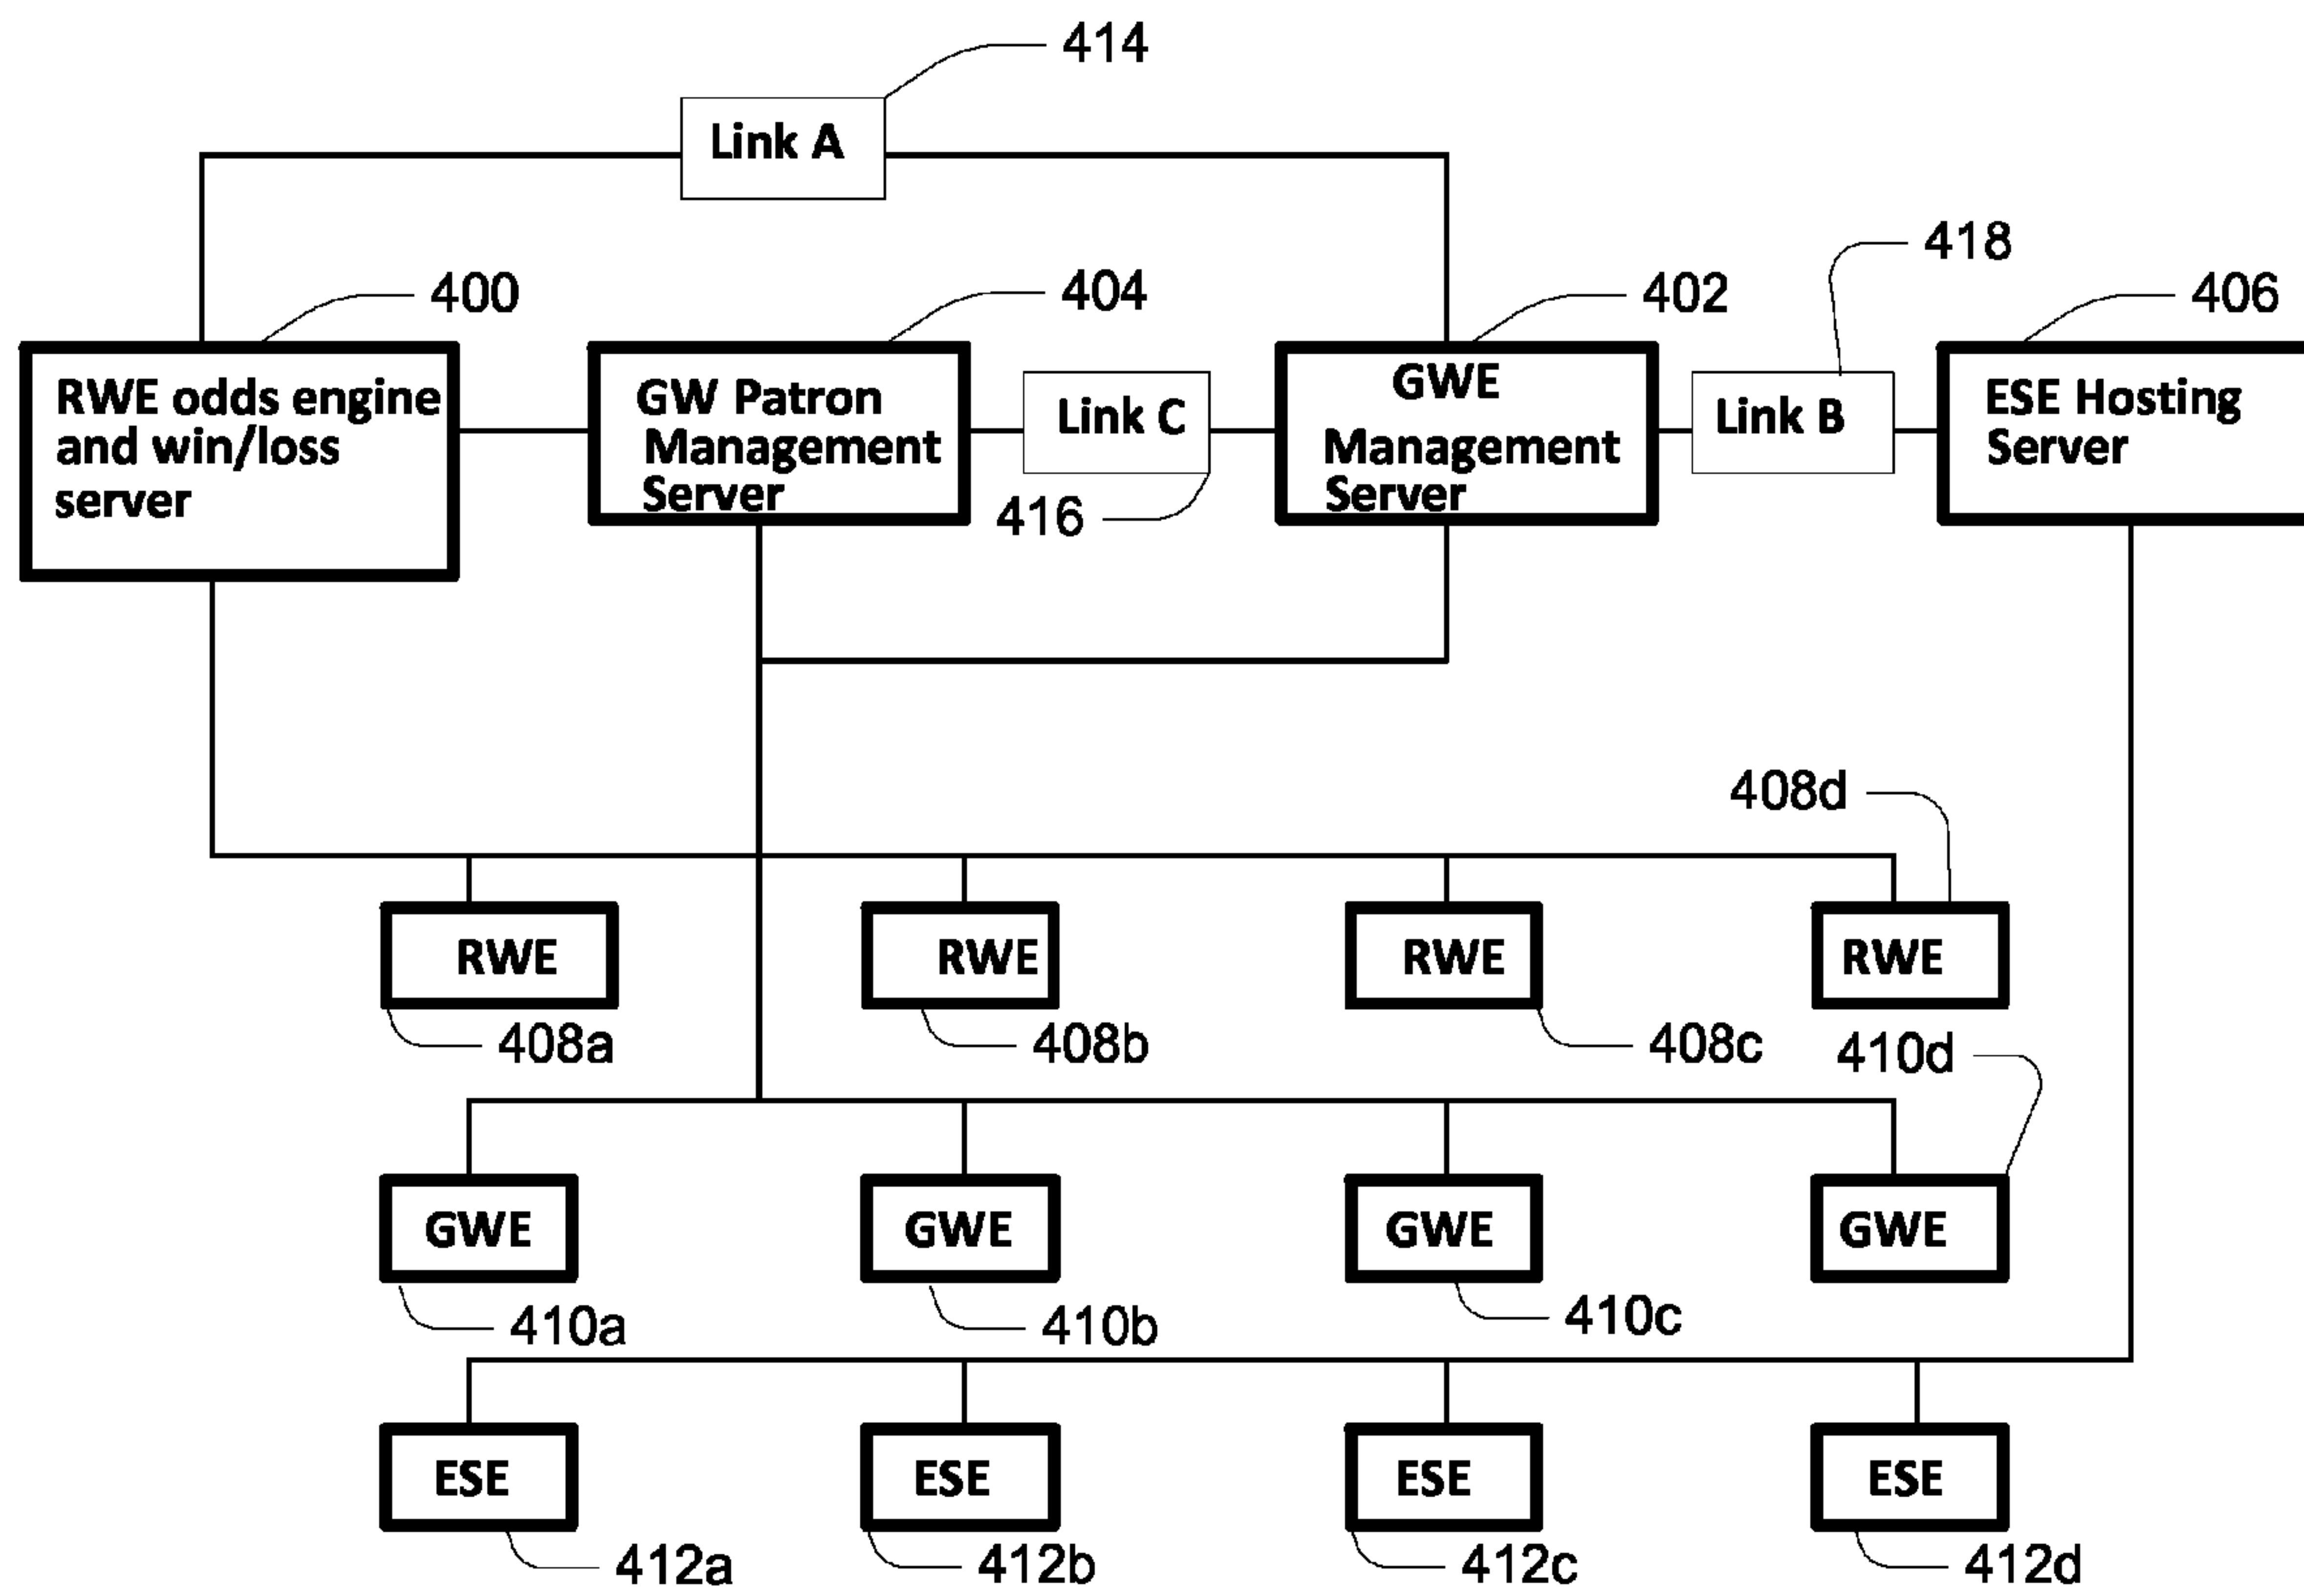 414
Link A
418
400
404
402
406
RWE odds engine
and win/loss
server
GW Patron
Management
Server
Link C
416
GWE
Management
Server
Link B
ESE Hosting
Server
408d
RWE
RWE
RWE
RWE
408a
408b
408c
410d
GWE
GWE
GWE
GWE
410a
410b
410c
ESE
ESE
ESE
ESE
412a
412b
412c
412d